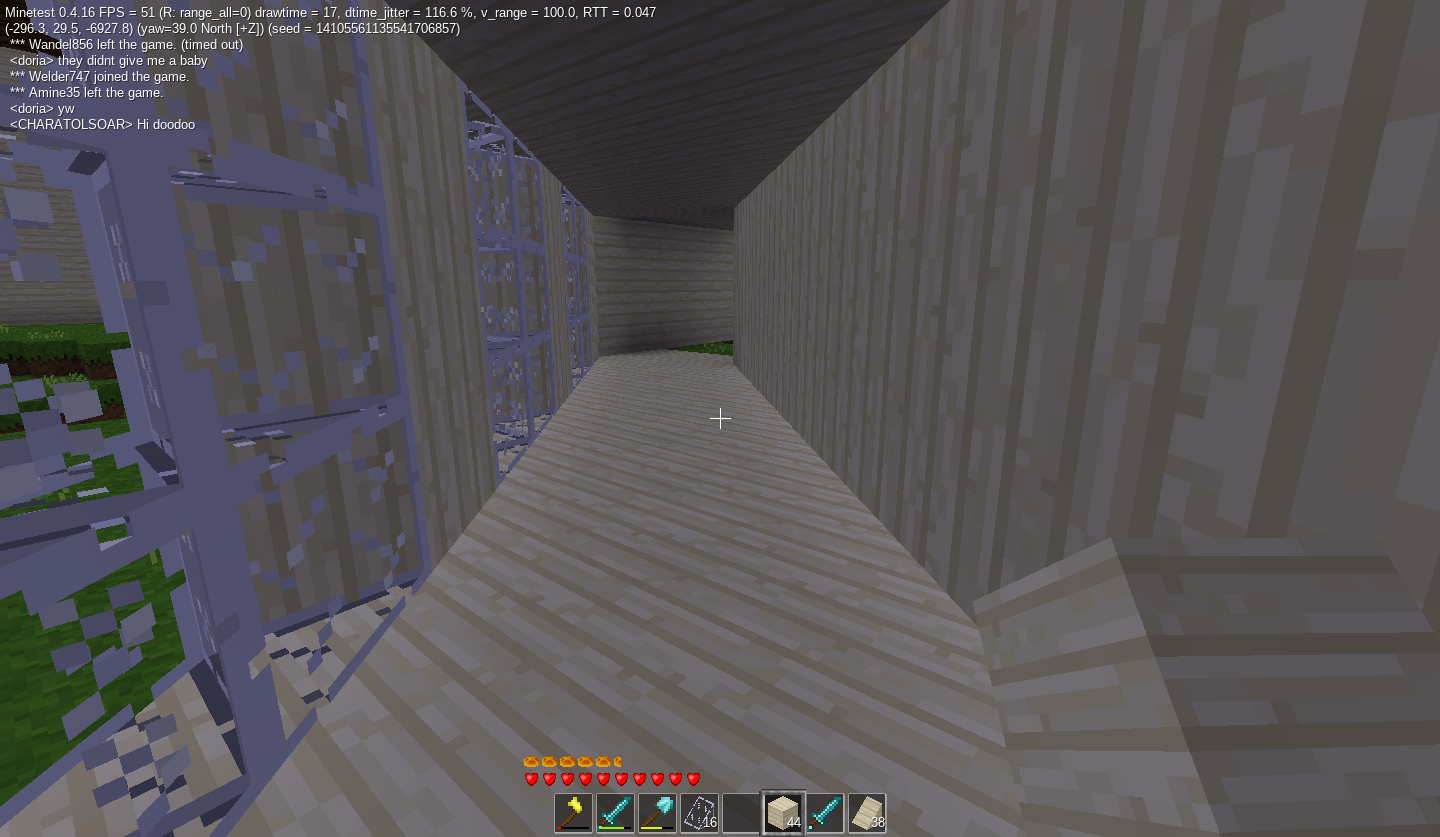 Minetest 0.4.16 FPS = 51 (R: range_all=0) drawtime = 17, dtime_jitter = 116.6 %, v_range = 100.0, RTT = 0.047
(-296.3, 29.5, -6927.8) (yaw=39.0 North [+Z]) (seed = 14105561135541706857)
*** Wandel856 left the game. (timed out)
<doria> they didnt give me a baby
*** Welder747 joined the game.
*** Amine35 left the game.
<doria> yw
<CHARATOLSOAR> Hi doodoo
16 44 38